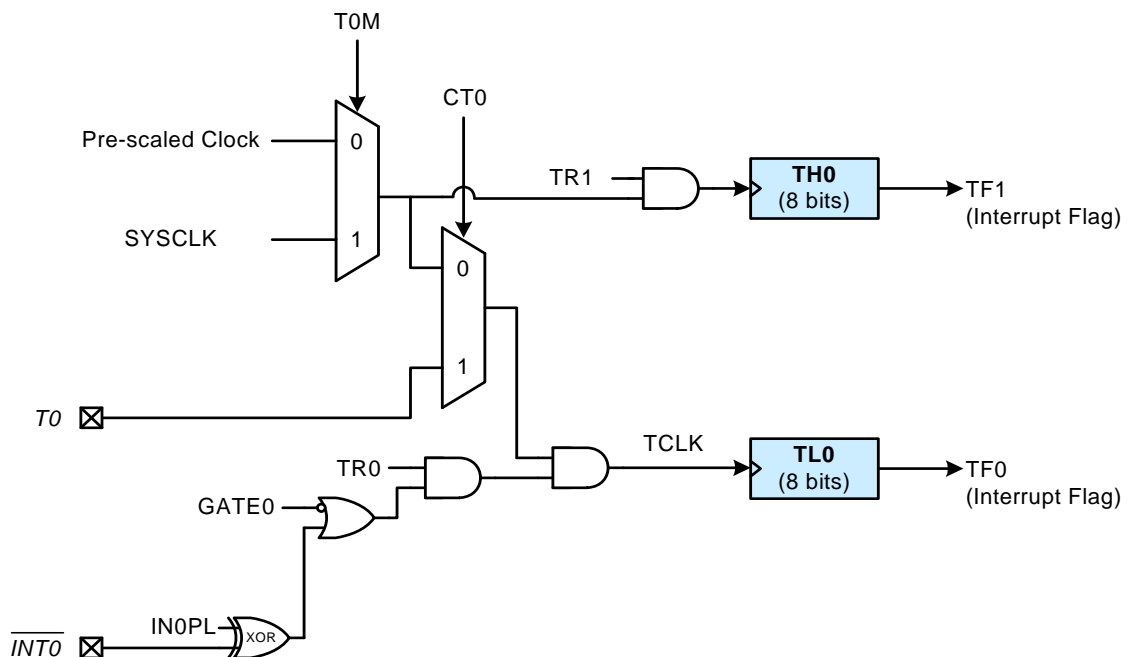 T0M
CT0
Pre-scaled Clock
0
TR1
TH0
(8 bits)
TF1
(Interrupt Flag)
SYSCLK
1
0
1
T0
TCLK
TL0
(8 bits)
TF0
(Interrupt Flag)
TR0
GATE0
IN0PL
XOR
INT0